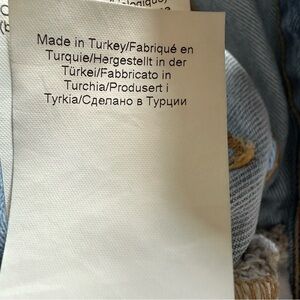 Made in Turkey/Fabriqué en
Turquie/Hergestellt in der
Türkei/Fabbricato in
Turchia/Produsert i
Tyrkia/Сделано в Турции